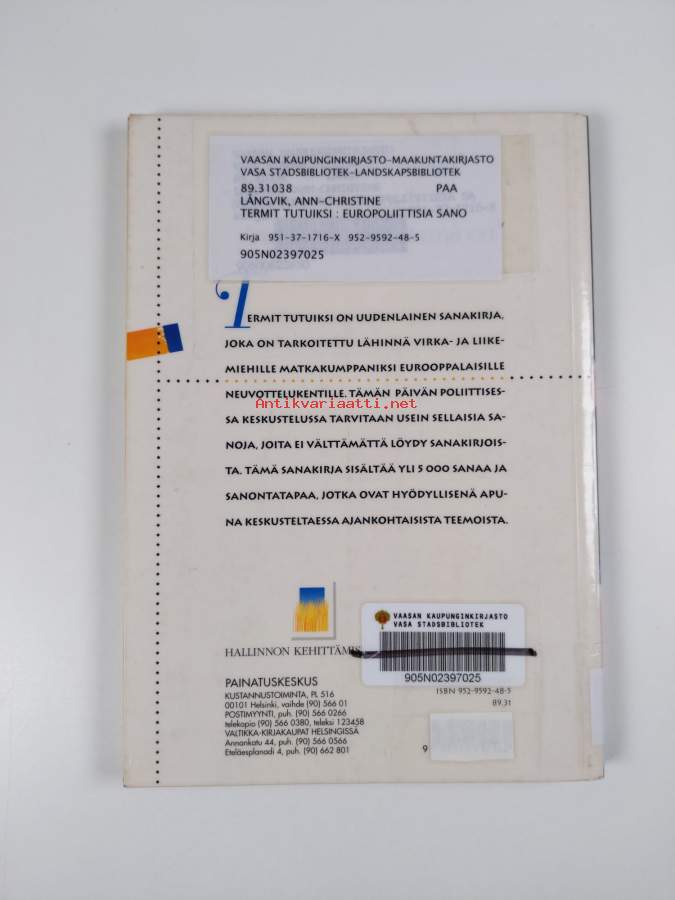 VAASAN KAUPUNGINKIRJASTO–MAAKUNTAKIRJASTO
VASA STADSBIBLIOTEK–LANDSKAPSBIBLIOTEK
89.31038 PAA
LÅNGVIK, ANN-CHRISTINE
TERMIT TUTUIKSI : EUROPOLIITTISIA SANO
Kirja 951-37-1716-X 952-9592-48-5
905N02397025
TERMIT TUTUIKSI ON UUDENLAINEN SANAKIRJA,
JOKA ON TARKOITETTU LÄHINNÄ VIRKA- JA LIIKE-
MIEHILLE MATKAKUMPPANIKSI EUROOPPALAISILLE
NEUVOTTELUKENTILLE. TÄMÄN PÄIVÄN POLIITTISES-
Antikvariaatti.net
SA KESKUSTELUSSA TARVITAAN USEIN SELLAISIA SA-
NOJA, JOITA EI VÄLTTÄMÄTTÄ LÖYDY SANAKIRJOIS-
TA. TÄMÄ SANAKIRJA SISÄLTÄÄ YLI 5 000 SANAA JA
SANONTATAPAA, JOTKA OVAT HYÖDYLLISENÄ APU-
NA KESKUSTELTAESSA AJANKOHTAISISTA TEEMOISTA.
HALLINNON KEHITTÄMIS
VAASAN KAUPUNGINKIRJASTO
VASA STADSBIBLIOTEK
905N02397025
ISBN 952-9592-48-5
89.31
9
PAINATUSKESKUS
KUSTANNUSTOIMINTA, PL 516
00101 Helsinki, vaihde (90) 566 01
POSTIMYYNTI, puh. (90) 566 0266
telekopio (90) 566 0380, teleksi 123458
VALTIKKA-KIRJAKAUPAT HELSINGISSÄ
Annankatu 44, puh. (90) 566 0566
Eteläesplanadi 4, puh. (90) 662 801